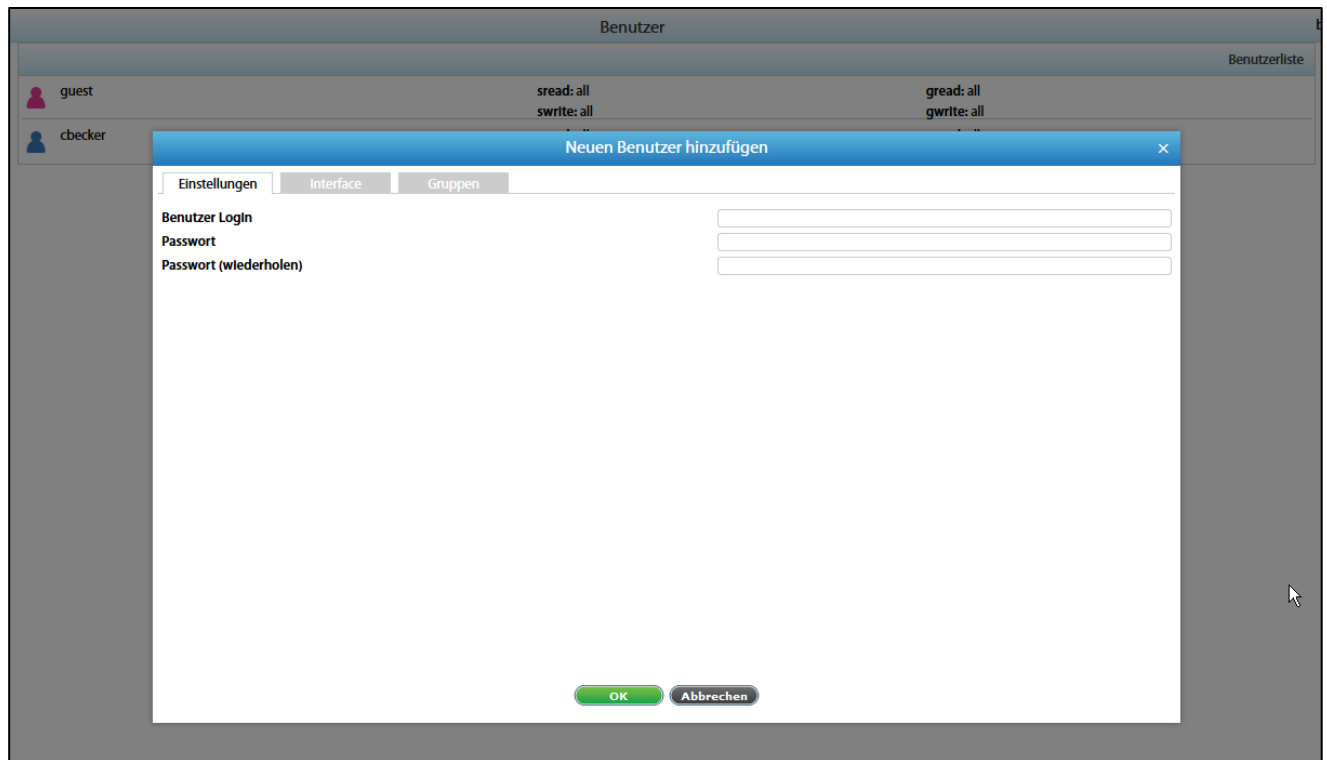 Benutzer
Benutzerliste
guest sread: all gread: all
swrite: all gwrite: all
cbecker
Neuen Benutzer hinzufügen ×
Einstellungen Interface Gruppen
Benutzer Login
Passwort
Passwort (wiederholen)
OK Abbrechen